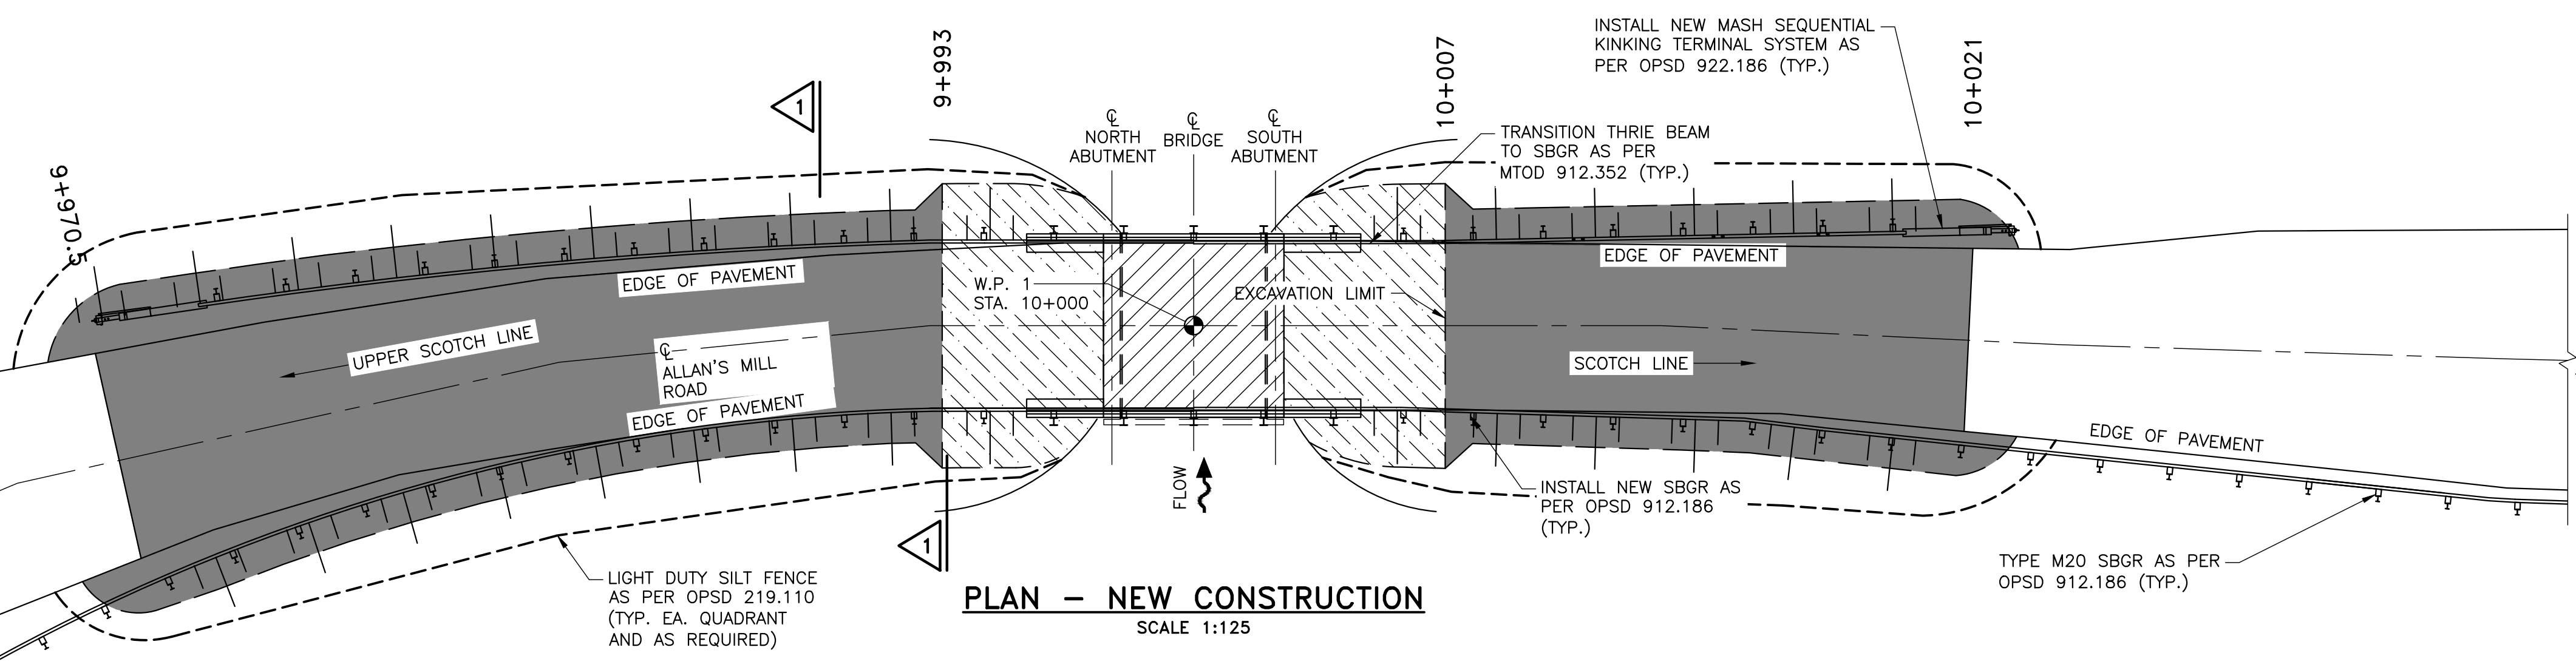 INSTALL NEW MASH SEQUENTIAL
KINKING TERMINAL SYSTEM AS
PER OPSD 922.186 (TYP.)
9+993
10+007
10+021
1
℄
NORTH
ABUTMENT
℄
BRIDGE
℄
SOUTH
ABUTMENT
TRANSITION THRIE BEAM
TO SBGR AS PER
MTOD 912.352 (TYP.)
9+970.5
EDGE OF PAVEMENT
EDGE OF PAVEMENT
W.P. 1
STA. 10+000
EXCAVATION LIMIT
UPPER SCOTCH LINE
℄
ALLAN'S MILL
ROAD
SCOTCH LINE
EDGE OF PAVEMENT
EDGE OF PAVEMENT
FLOW
INSTALL NEW SBGR AS
PER OPSD 912.186
(TYP.)
1
TYPE M20 SBGR AS PER
OPSD 912.186 (TYP.)
LIGHT DUTY SILT FENCE
AS PER OPSD 219.110
(TYP. EA. QUADRANT
AND AS REQUIRED)
PLAN - NEW CONSTRUCTION
SCALE 1:125